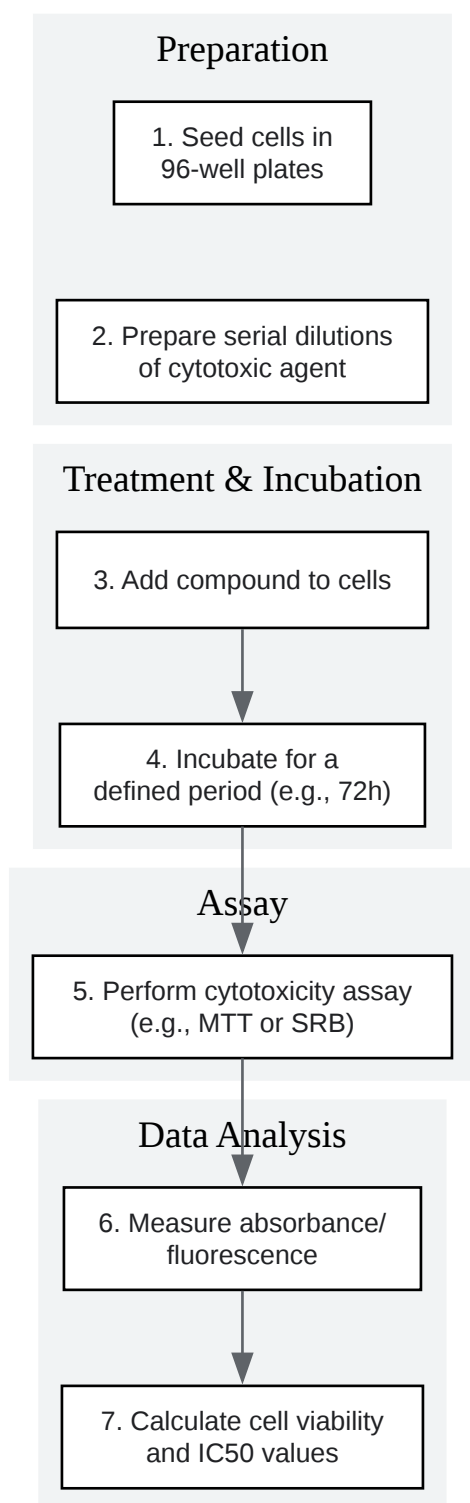 Preparation
1. Seed cells in
96-well plates
2. Prepare serial dilutions
of cytotoxic agent
Treatment & Incubation
3. Add compound to cells
4. Incubate for a
defined period (e.g., 72h)
Assay
5. Perform cytotoxicity assay
(e.g., MTT or SRB)
Data Analysis
6. Measure absorbance/
fluorescence
7. Calculate cell viability
and IC50 values